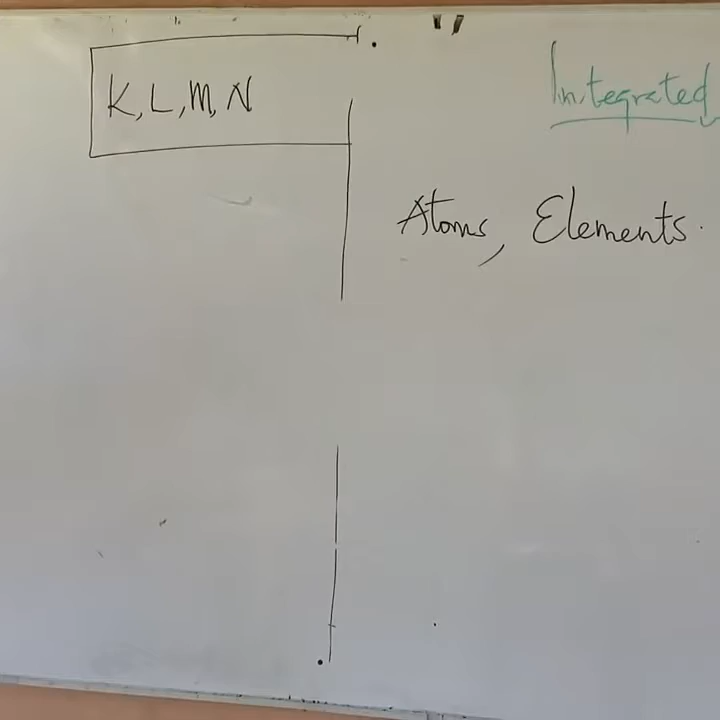 K, L, M, N
Integrated
Atoms, Elements.